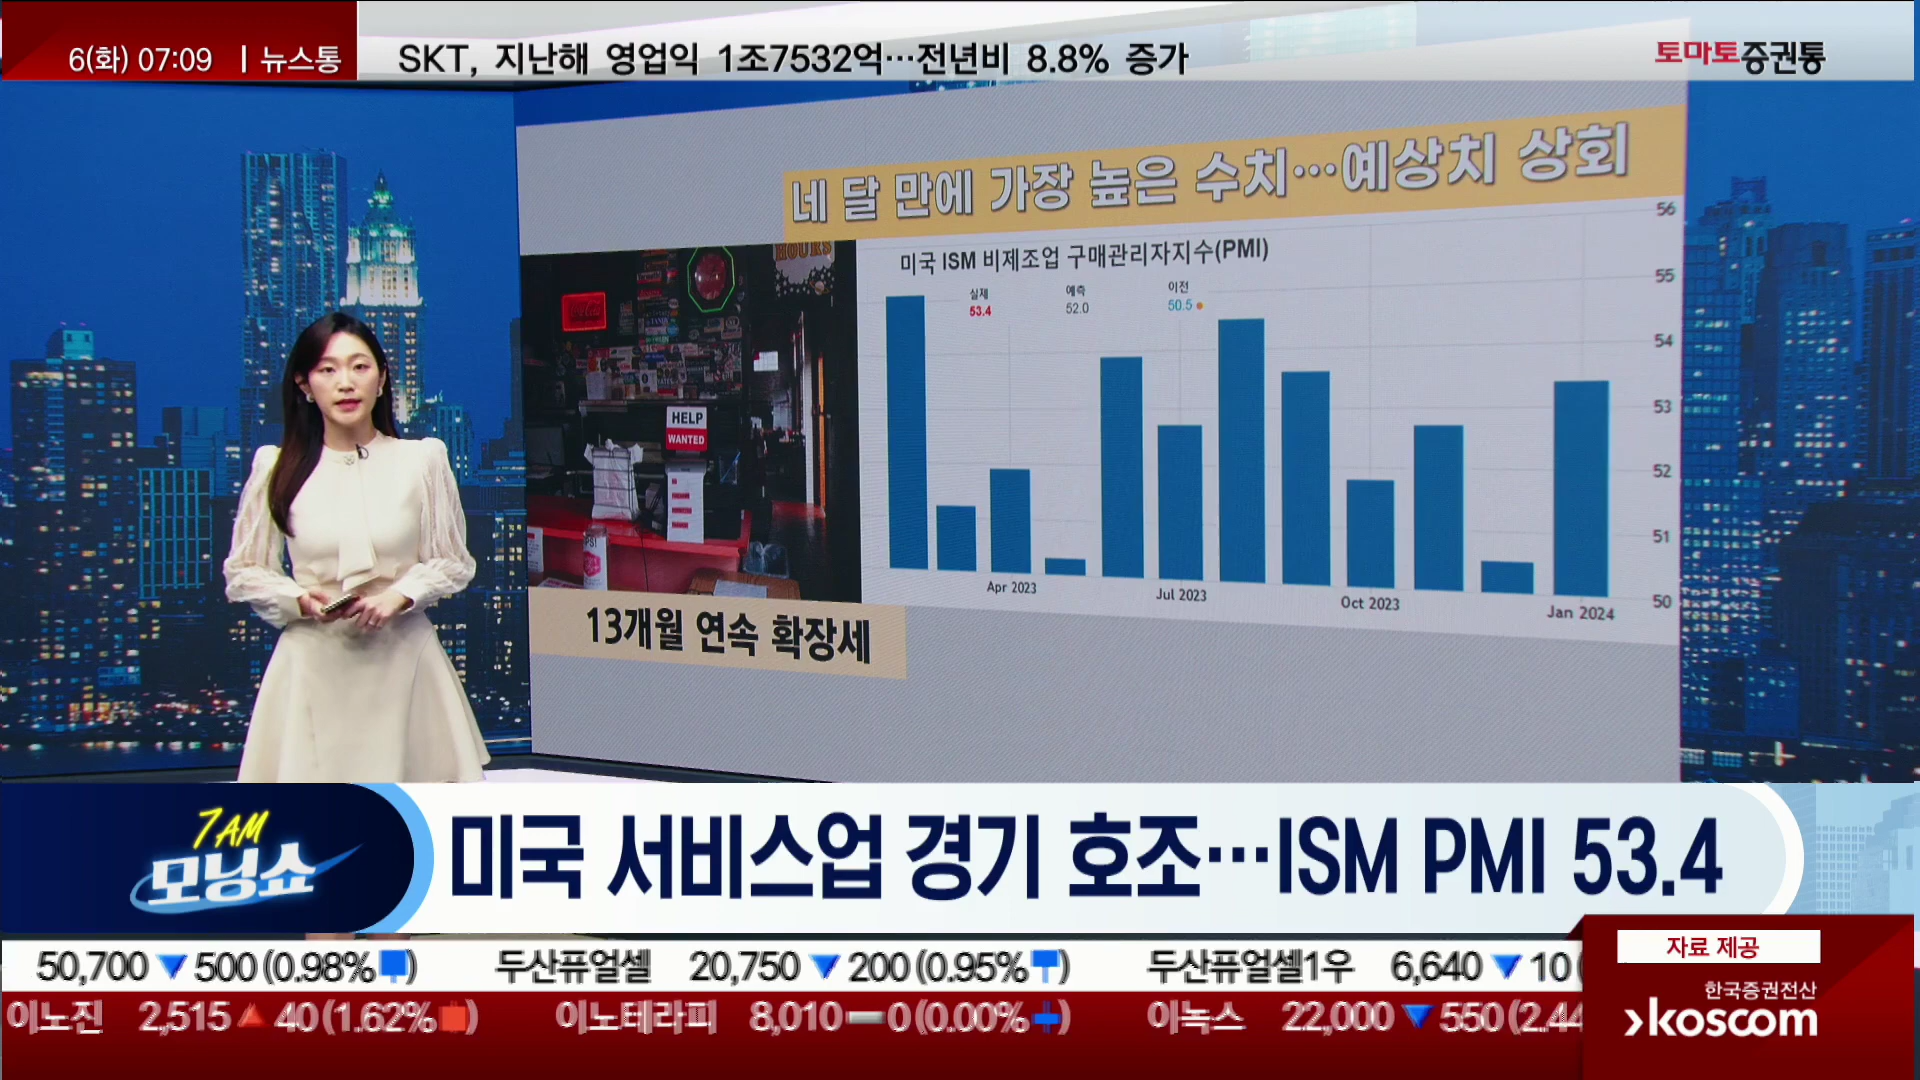 6(화) 07:09 | 뉴스통
SKT, 지난해 영업익 1조7532억…전년비 8.8% 증가
토마토증권통
네 달 만에 가장 높은 수치…예상치 상회
미국 ISM 비제조업 구매관리자지수(PMI)
실제 예측 이전
53.4 52.0 50.5
56
55
54
53
52
51
50
Apr 2023 Jul 2023 Oct 2023 Jan 2024
HOURS
HELP
WANTED
13개월 연속 확장세
7AM
모닝쇼
미국 서비스업 경기 호조…ISM PMI 53.4
50,700 ▼ 500 (0.98%) 두산퓨얼셀 20,750 ▼ 200 (0.95%) 두산퓨얼셀1우 6,640 ▼ 10 (
이노진 2,515 ▲ 40 (1.62%) 이노테라피 8,010 0 (0.00%) 이녹스 22,000 ▼ 550 (2.44
자료 제공
한국증권전산
koscom